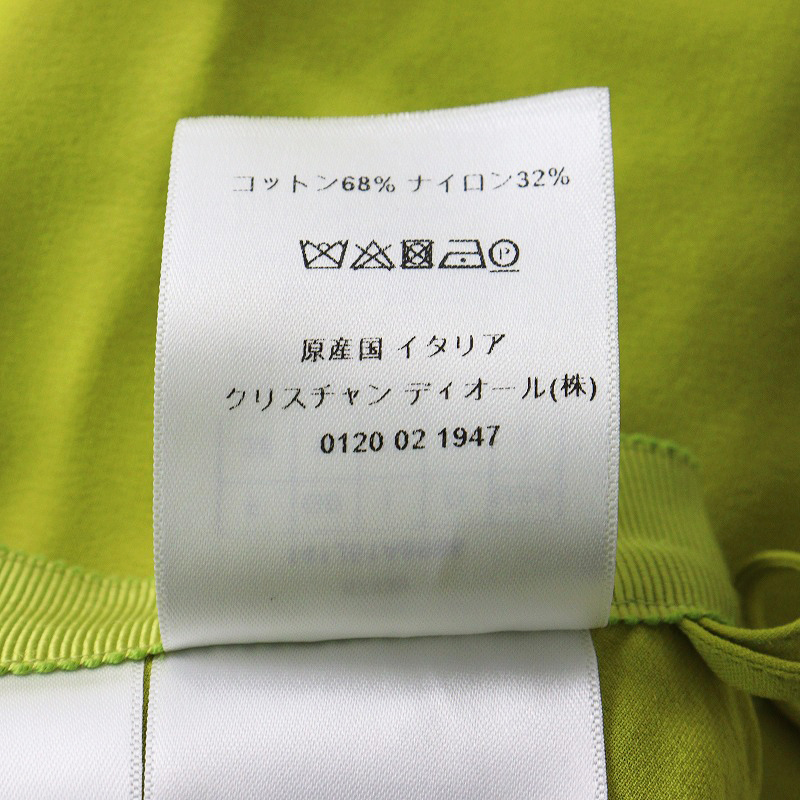 コットン68% ナイロン32%
P
原産国 イタリア
クリスチャン ディオール(株)
0120 02 1947